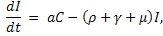 dI/dt = aC − (ρ + γ + μ)I,